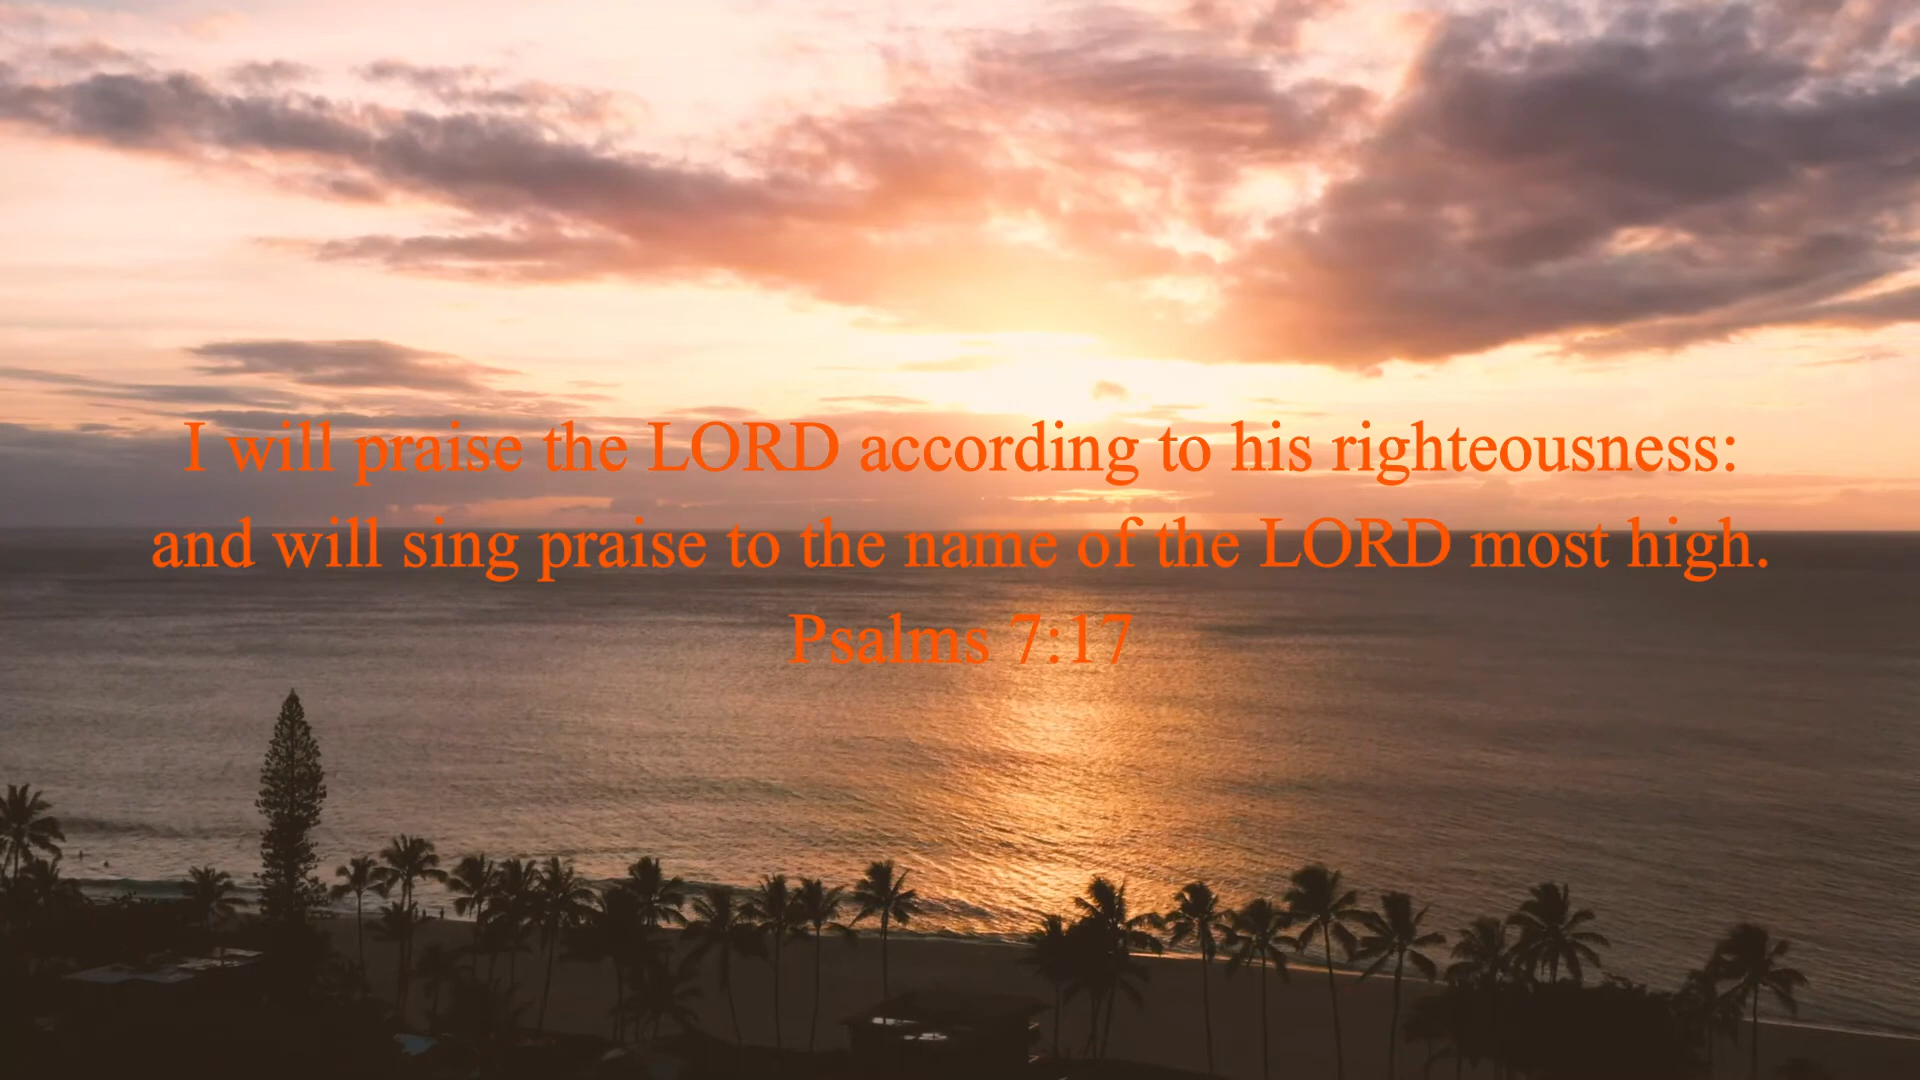 I will praise the LORD according to his righteousness:
and will sing praise to the name of the LORD most high.
Psalms 7:17